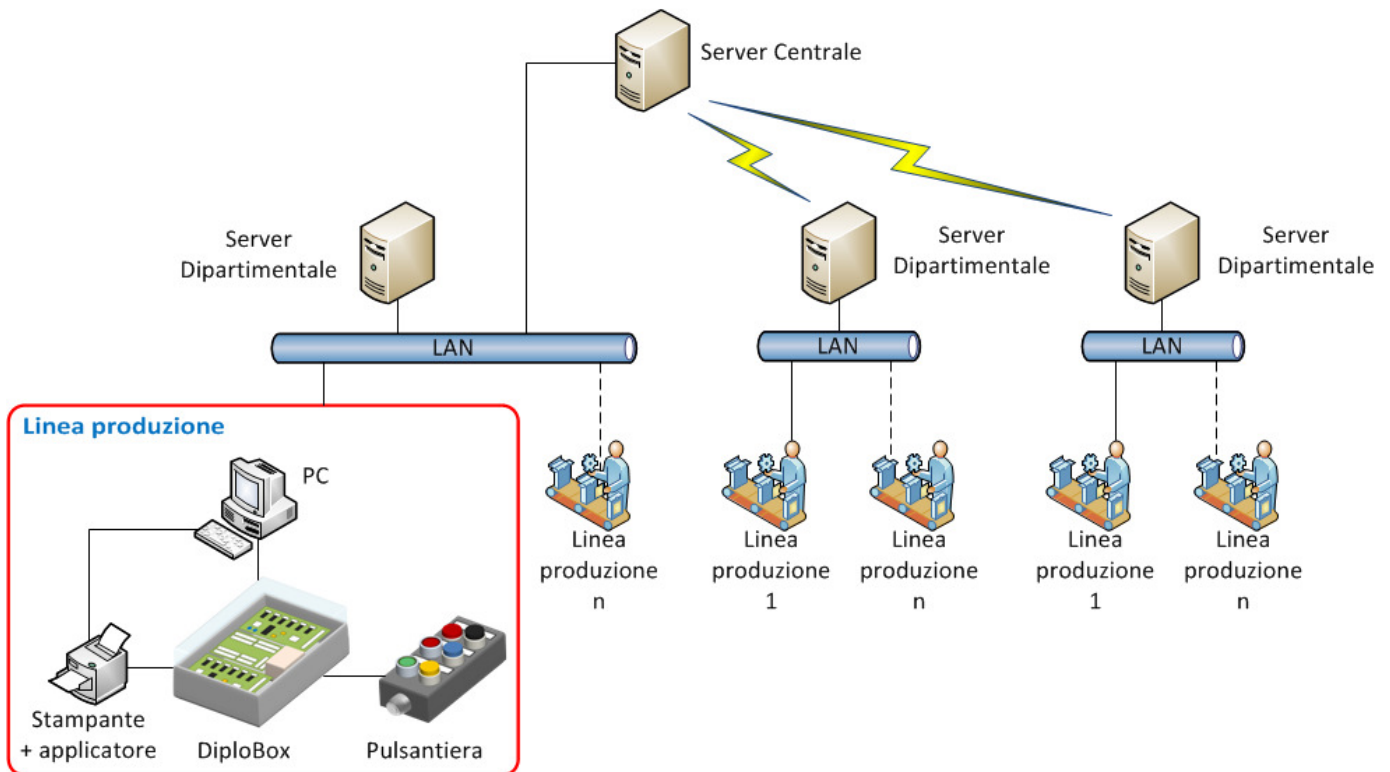 Server Centrale
Server
Dipartimentale
Server
Dipartimentale
Server
Dipartimentale
LAN
LAN
LAN
Linea produzione
PC
Stampante
+ applicatore
DiploBox
Pulsantiera
Linea
produzione
n
Linea
produzione
1
Linea
produzione
n
Linea
produzione
1
Linea
produzione
n